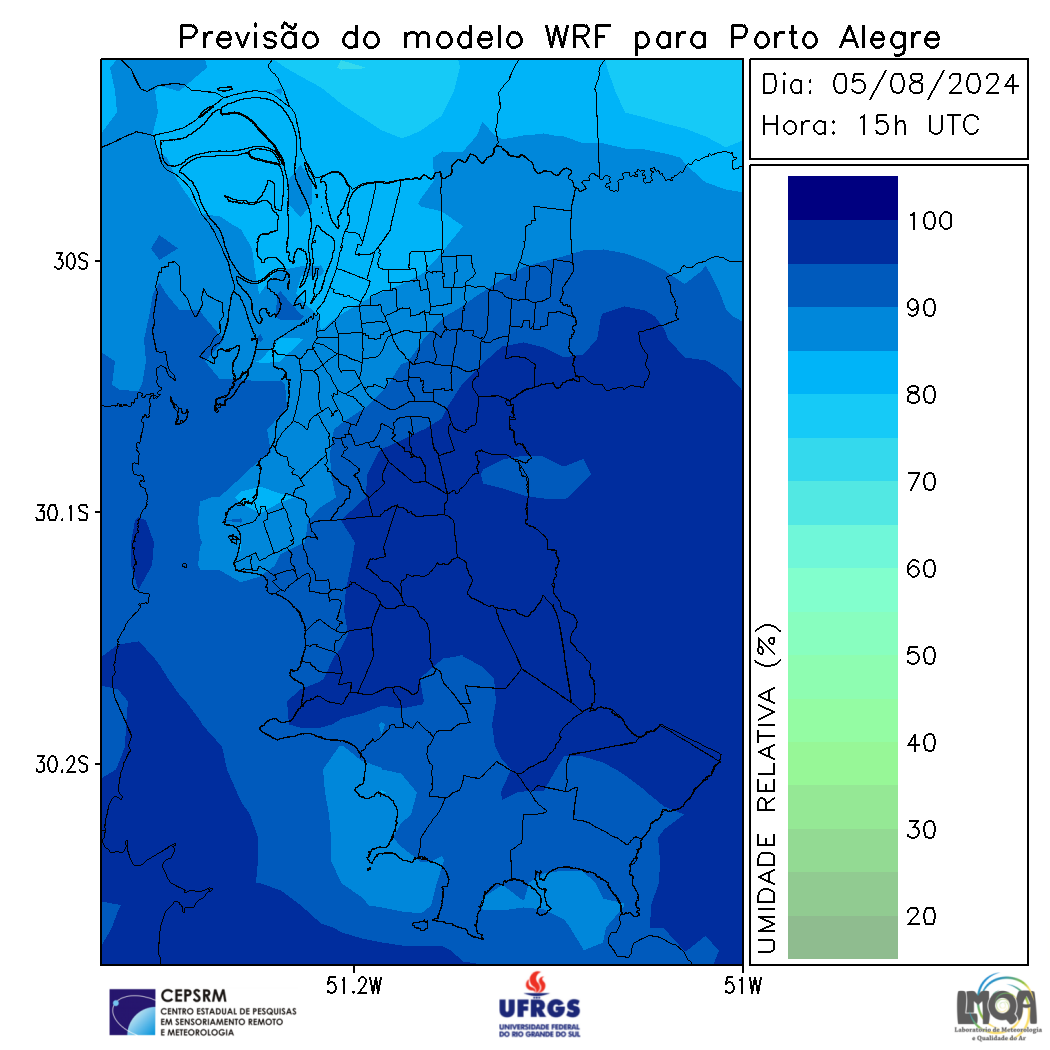 Previsão do modelo WRF para Porto Alegre
Dia: 05/08/2024
Hora: 15h UTC
30S
30.1S
30.2S
51.2W
51W
UMIDADE RELATIVA (%)
100
90
80
70
60
50
40
30
20
CEPSRM
CENTRO ESTADUAL DE PESQUISAS
EM SENSORIAMENTO REMOTO
E METEOROLOGIA
UFRGS
UNIVERSIDADE FEDERAL
DO RIO GRANDE DO SUL
LMQA
Laboratório de Meteorologia
e Qualidade do Ar